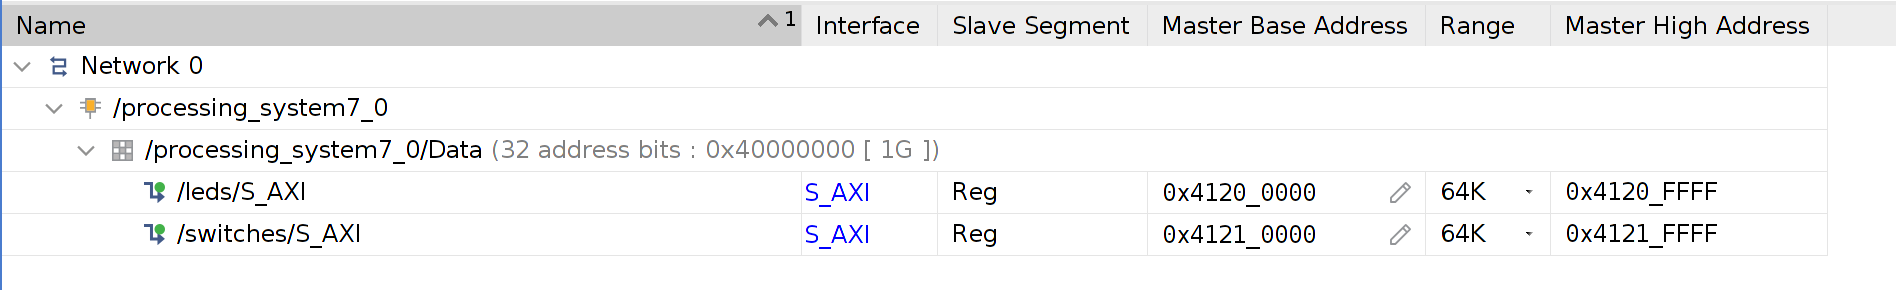 Name 1 Interface Slave Segment Master Base Address Range Master High Address
Network 0
/processing_system7_0
/processing_system7_0/Data (32 address bits : 0x40000000 [ 1G ])
/leds/S_AXI S_AXI Reg 0x4120_0000 64K 0x4120_FFFF
/switches/S_AXI S_AXI Reg 0x4121_0000 64K 0x4121_FFFF